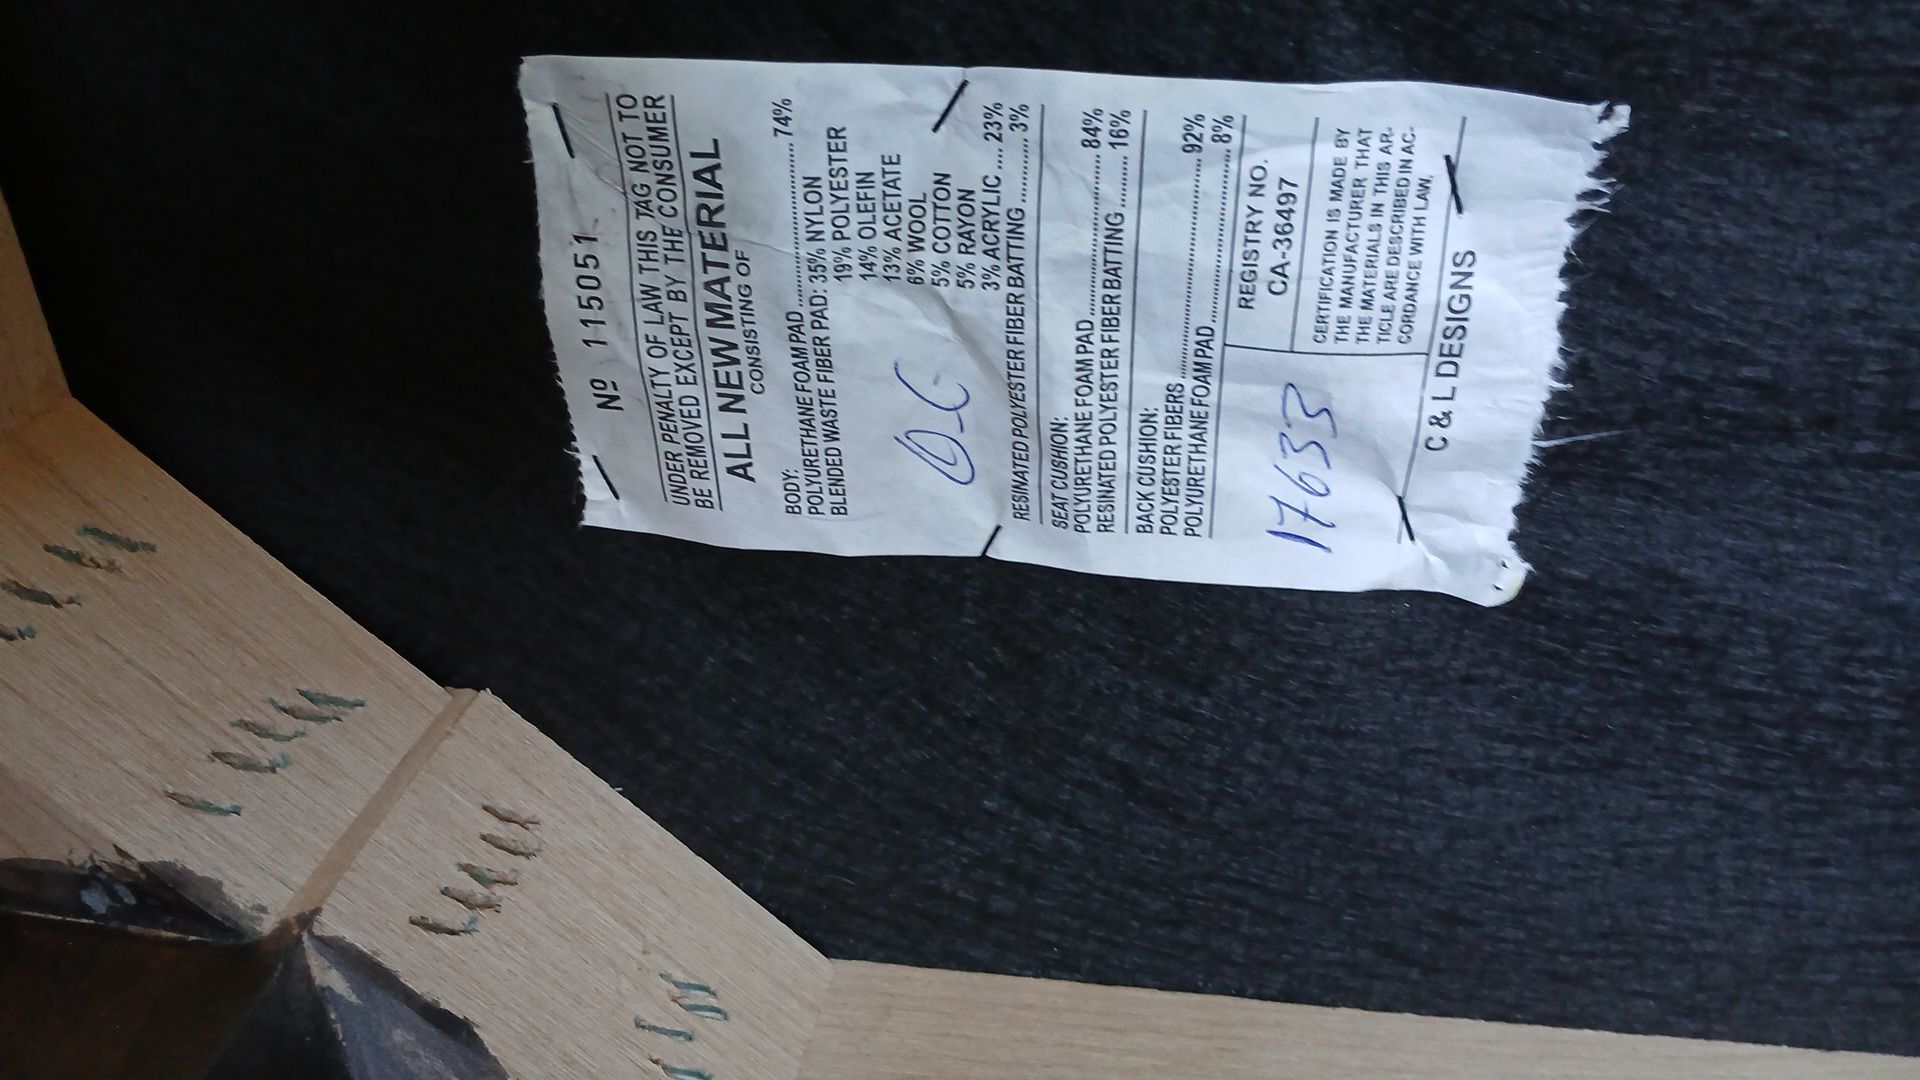 Nº 115051
UNDER PENALTY OF LAW THIS TAG NOT TO
BE REMOVED EXCEPT BY THE CONSUMER
ALL NEW MATERIAL
CONSISTING OF
BODY:
POLYURETHANE FOAM PAD .......... 74%
BLENDED WASTE FIBER PAD: 35% NYLON
19% POLYESTER
14% OLEFIN
13% ACETATE
6% WOOL
5% COTTON
5% RAYON
3% ACRILIC .... 23%
RESINATED POLYESTER FIBER BATTING .......... 3%
SEAT CUSHION:
POLYURETHANE FOAM PAD .......... 84%
RESINATED POLYESTER FIBER BATTING .......... 16%
BACK CUSHION:
POLYESTER FIBERS .......... 92%
POLYURETHANE FOAM PAD .......... 8%
17633
REGISTRY NO.
CA-36497
CERTIFICATION IS MADE BY
THE MANUFACTURER THAT
THE MATERIALS IN THIS AR-
TICLE ARE DESCRIBED IN AC-
CORDANCE WITH LAW.
C & L DESIGNS